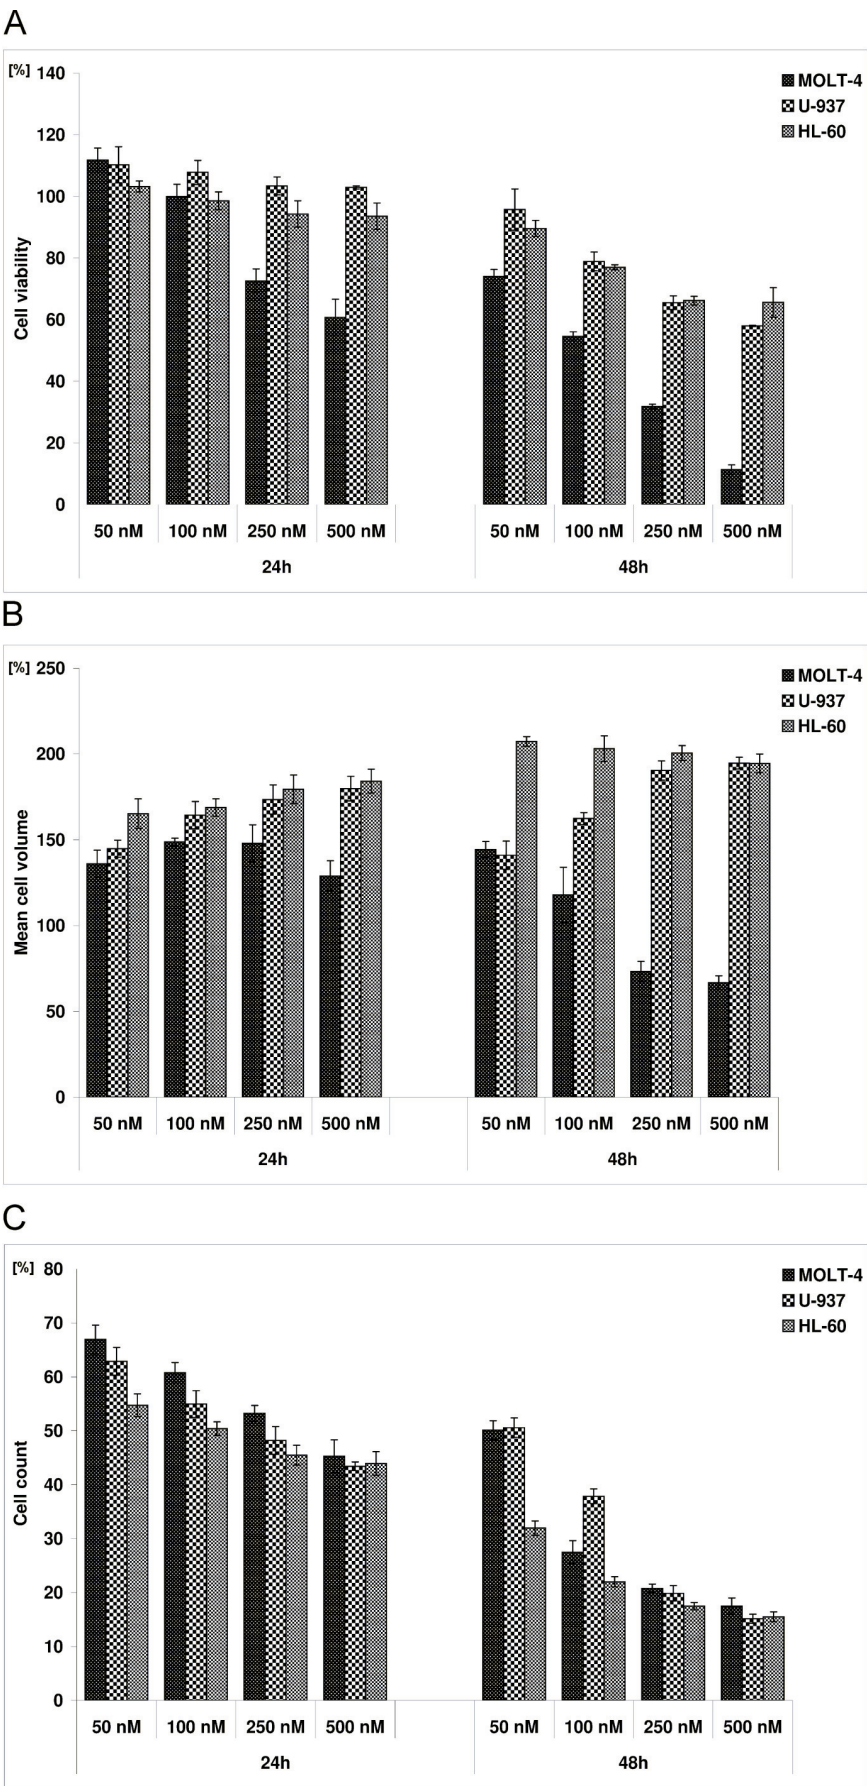 A
[%] 140
MOLT-4
U-937
HL-60
120
100
80
60
40
20
0
Cell viability
50 nM 100 nM 250 nM 500 nM 50 nM 100 nM 250 nM 500 nM
24h 48h
B
[%] 250
MOLT-4
U-937
HL-60
200
150
100
50
0
Mean cell volume
50 nM 100 nM 250 nM 500 nM 50 nM 100 nM 250 nM 500 nM
24h 48h
C
[%] 80
MOLT-4
U-937
HL-60
70
60
50
40
30
20
10
0
Cell count
50 nM 100 nM 250 nM 500 nM 50 nM 100 nM 250 nM 500 nM
24h 48h